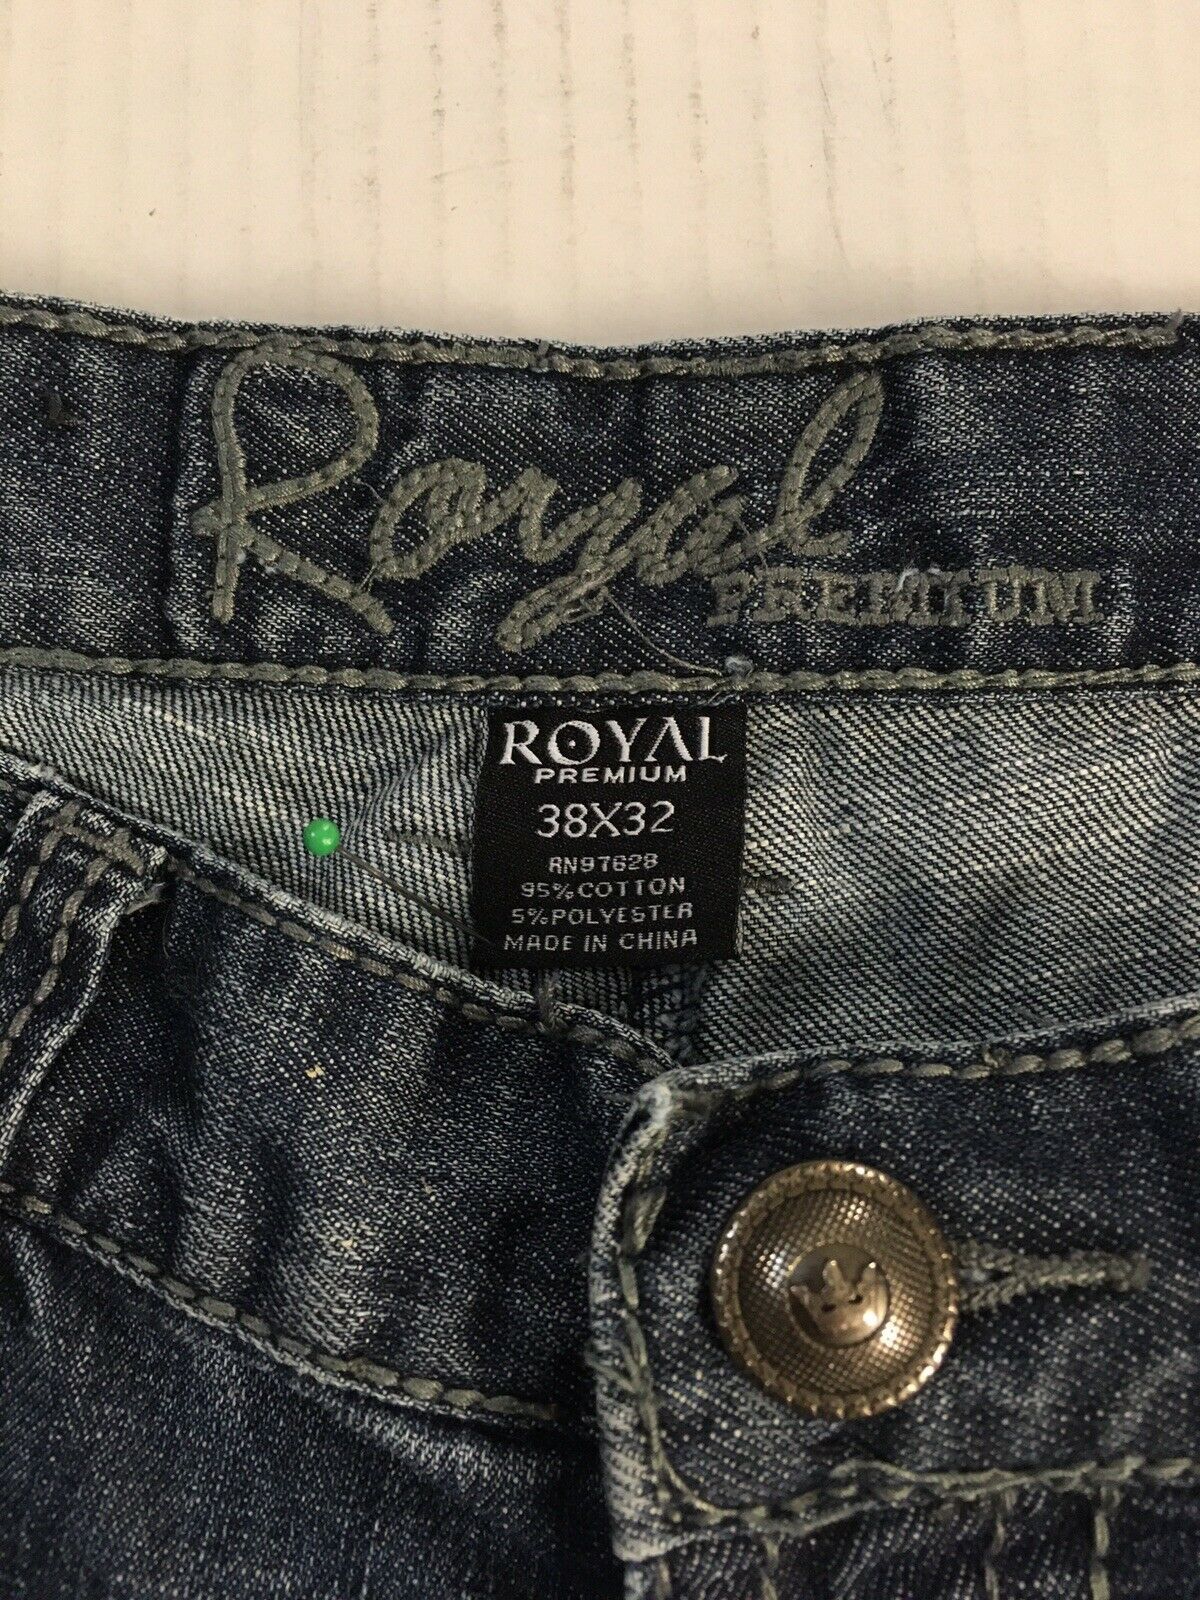 Royal
PREMIUM
ROYAL
PREMIUM
38X32
RN97628
95%COTTON
5%POLYESTER
MADE IN CHINA